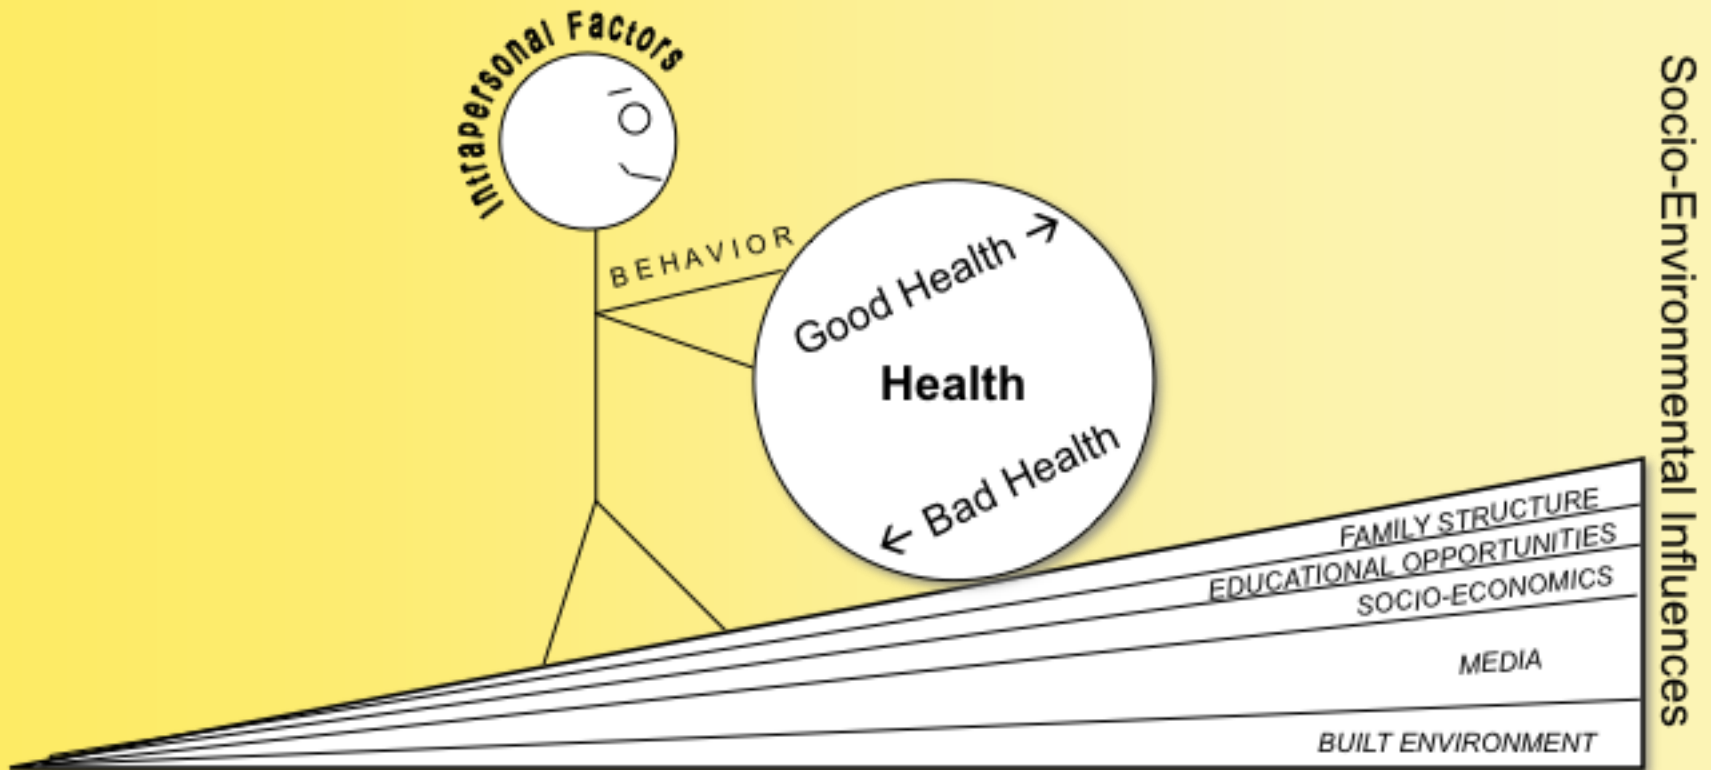 Intrapersonal Factors
BEHAVIOR
Good Health →
Health
← Bad Health
FAMILY STRUCTURE
EDUCATIONAL OPPORTUNITIES
SOCIO-ECONOMICS
MEDIA
BUILT ENVIRONMENT
Socio-Environmental Influences